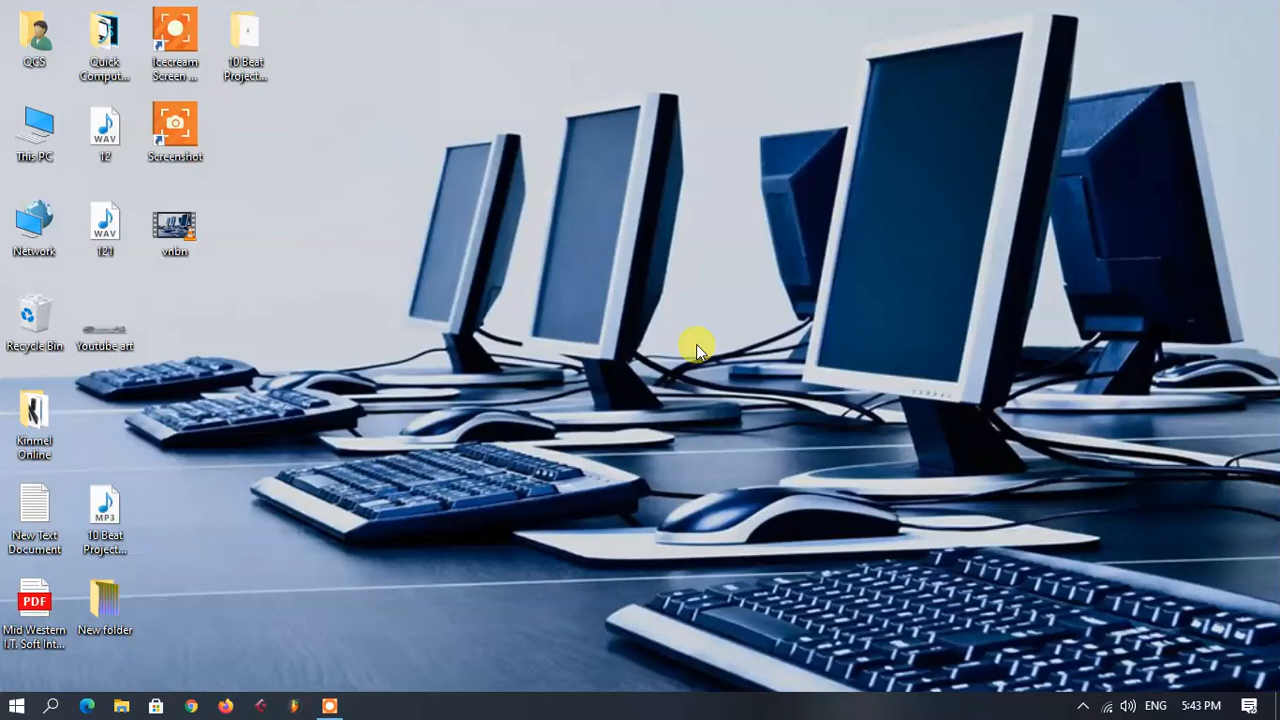 QCS
Quick
Comput...
Icecream
Screen ...
10 Beat
Project...
This PC
WAV
12
Screenshot
Network
WAV
121
vnbn
Recycle Bin
Youtube art
Kinmel
Online
New Text
Document
MP3
10 Beat
Project...
PDF
Mid Western
I.T. Soft Int...
New folder
ENG
5:43 PM